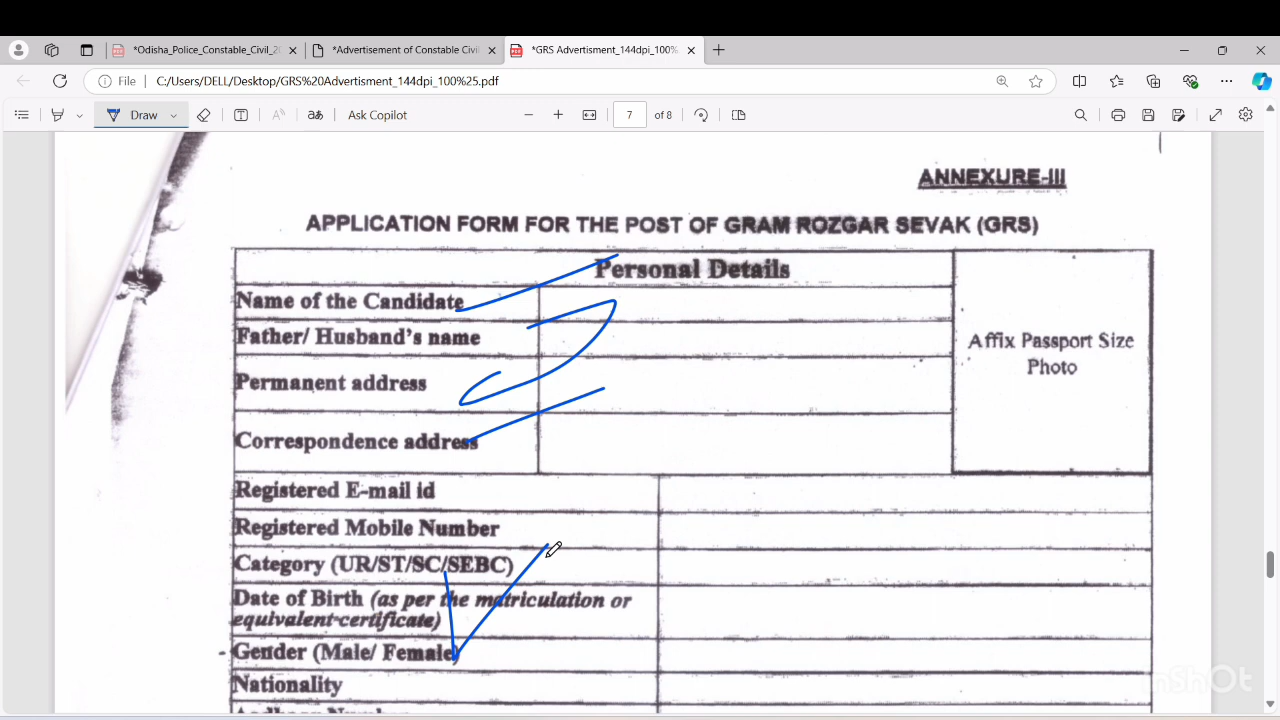 *Odisha_Police_Constable_Civil_2
*Advertisement of Constable Civil
*GRS Advertisment_144dpi_100%
File C:/Users/DELL/Desktop/GRS%20Advertisment_144dpi_100%25.pdf
Draw Ask Copilot 7 of 8
ANNEXURE-III
APPLICATION FORM FOR THE POST OF GRAM ROZGAR SEVAK (GRS)
Personal Details
Name of the Candidate
Father/ Husband's name
Affix Passport Size
Photo
Permanent address
Correspondence address
Registered E-mail id
Registered Mobile Number
Category (UR/ST/SC/SEBC)
Date of Birth (as per the matriculation or
equivalent certificate)
Gender (Male/ Female)
Nationality
InShOt